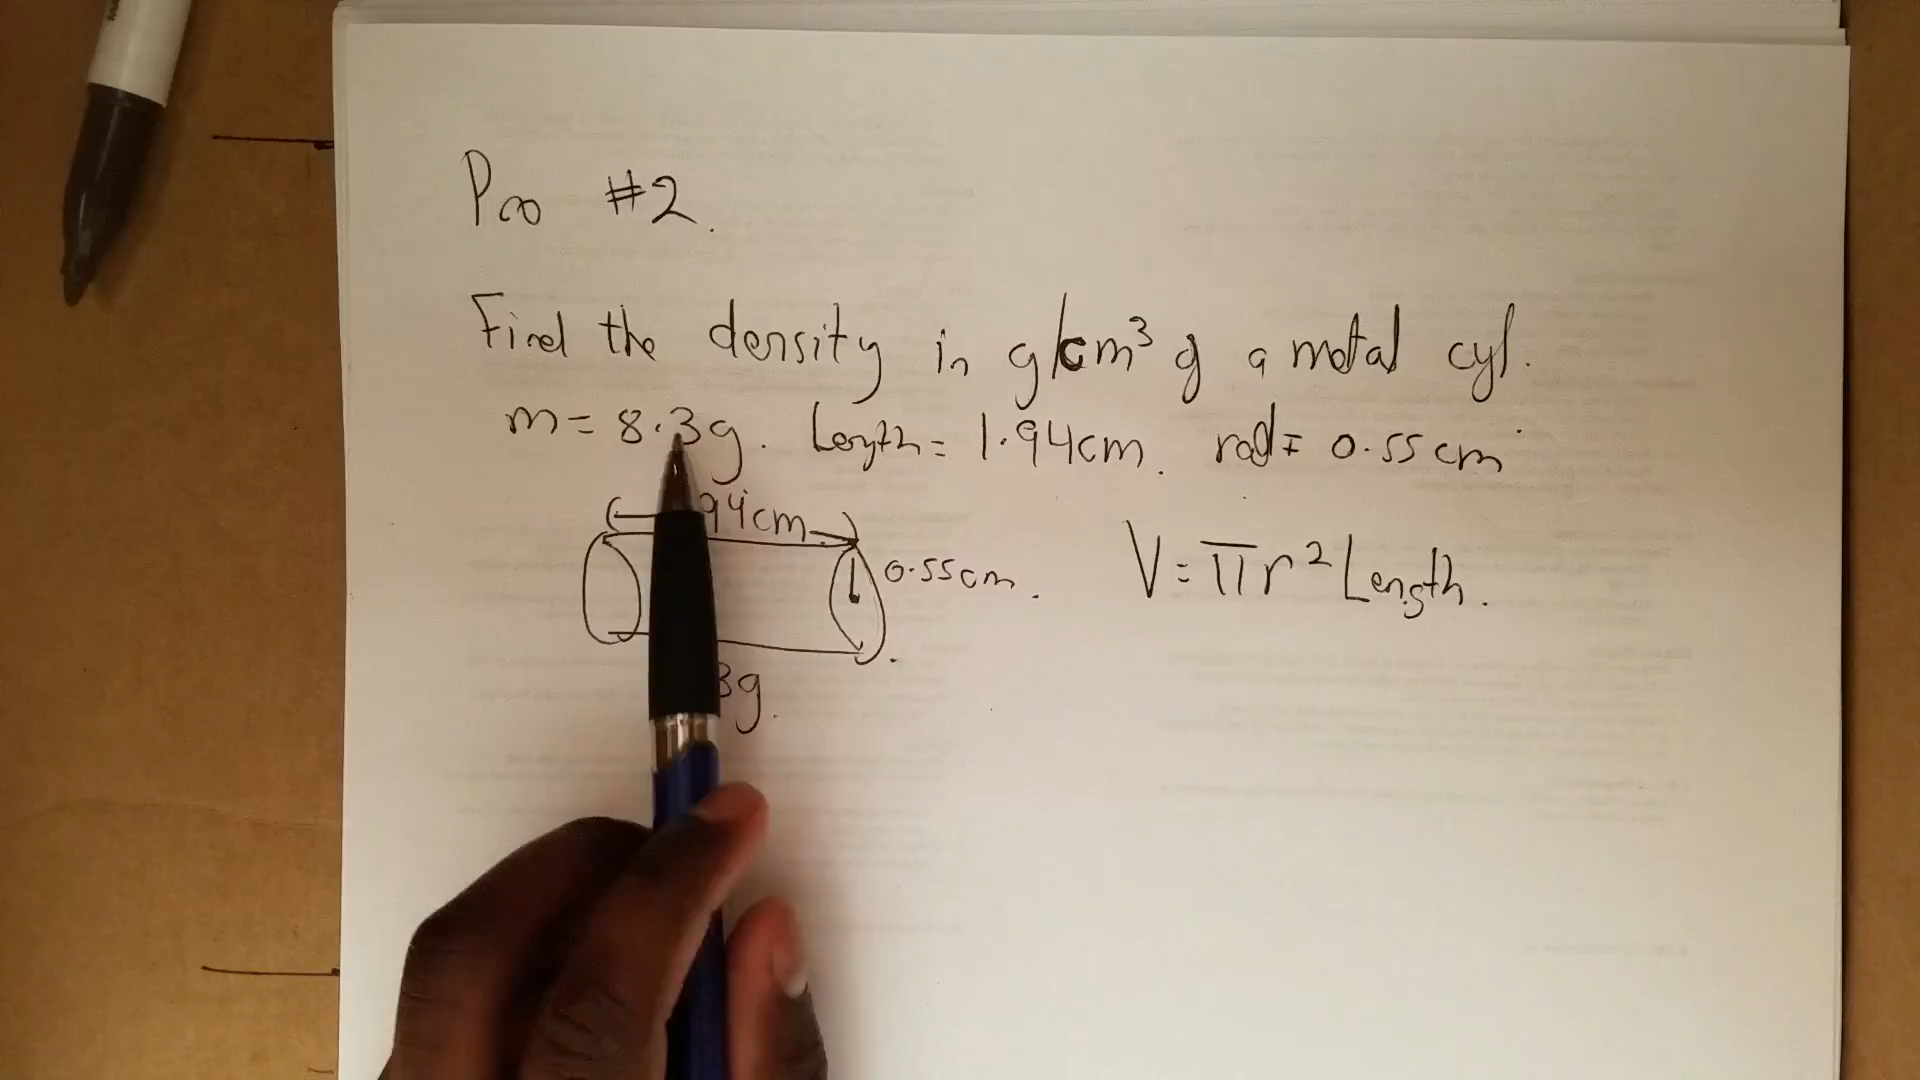 Pro #2.
Find the density in g/cm³ of a metal cyl.
m = 8.3g. Length = 1.94cm. rad = 0.55cm
94cm
0.55cm.
V = πr² Length.
3g.